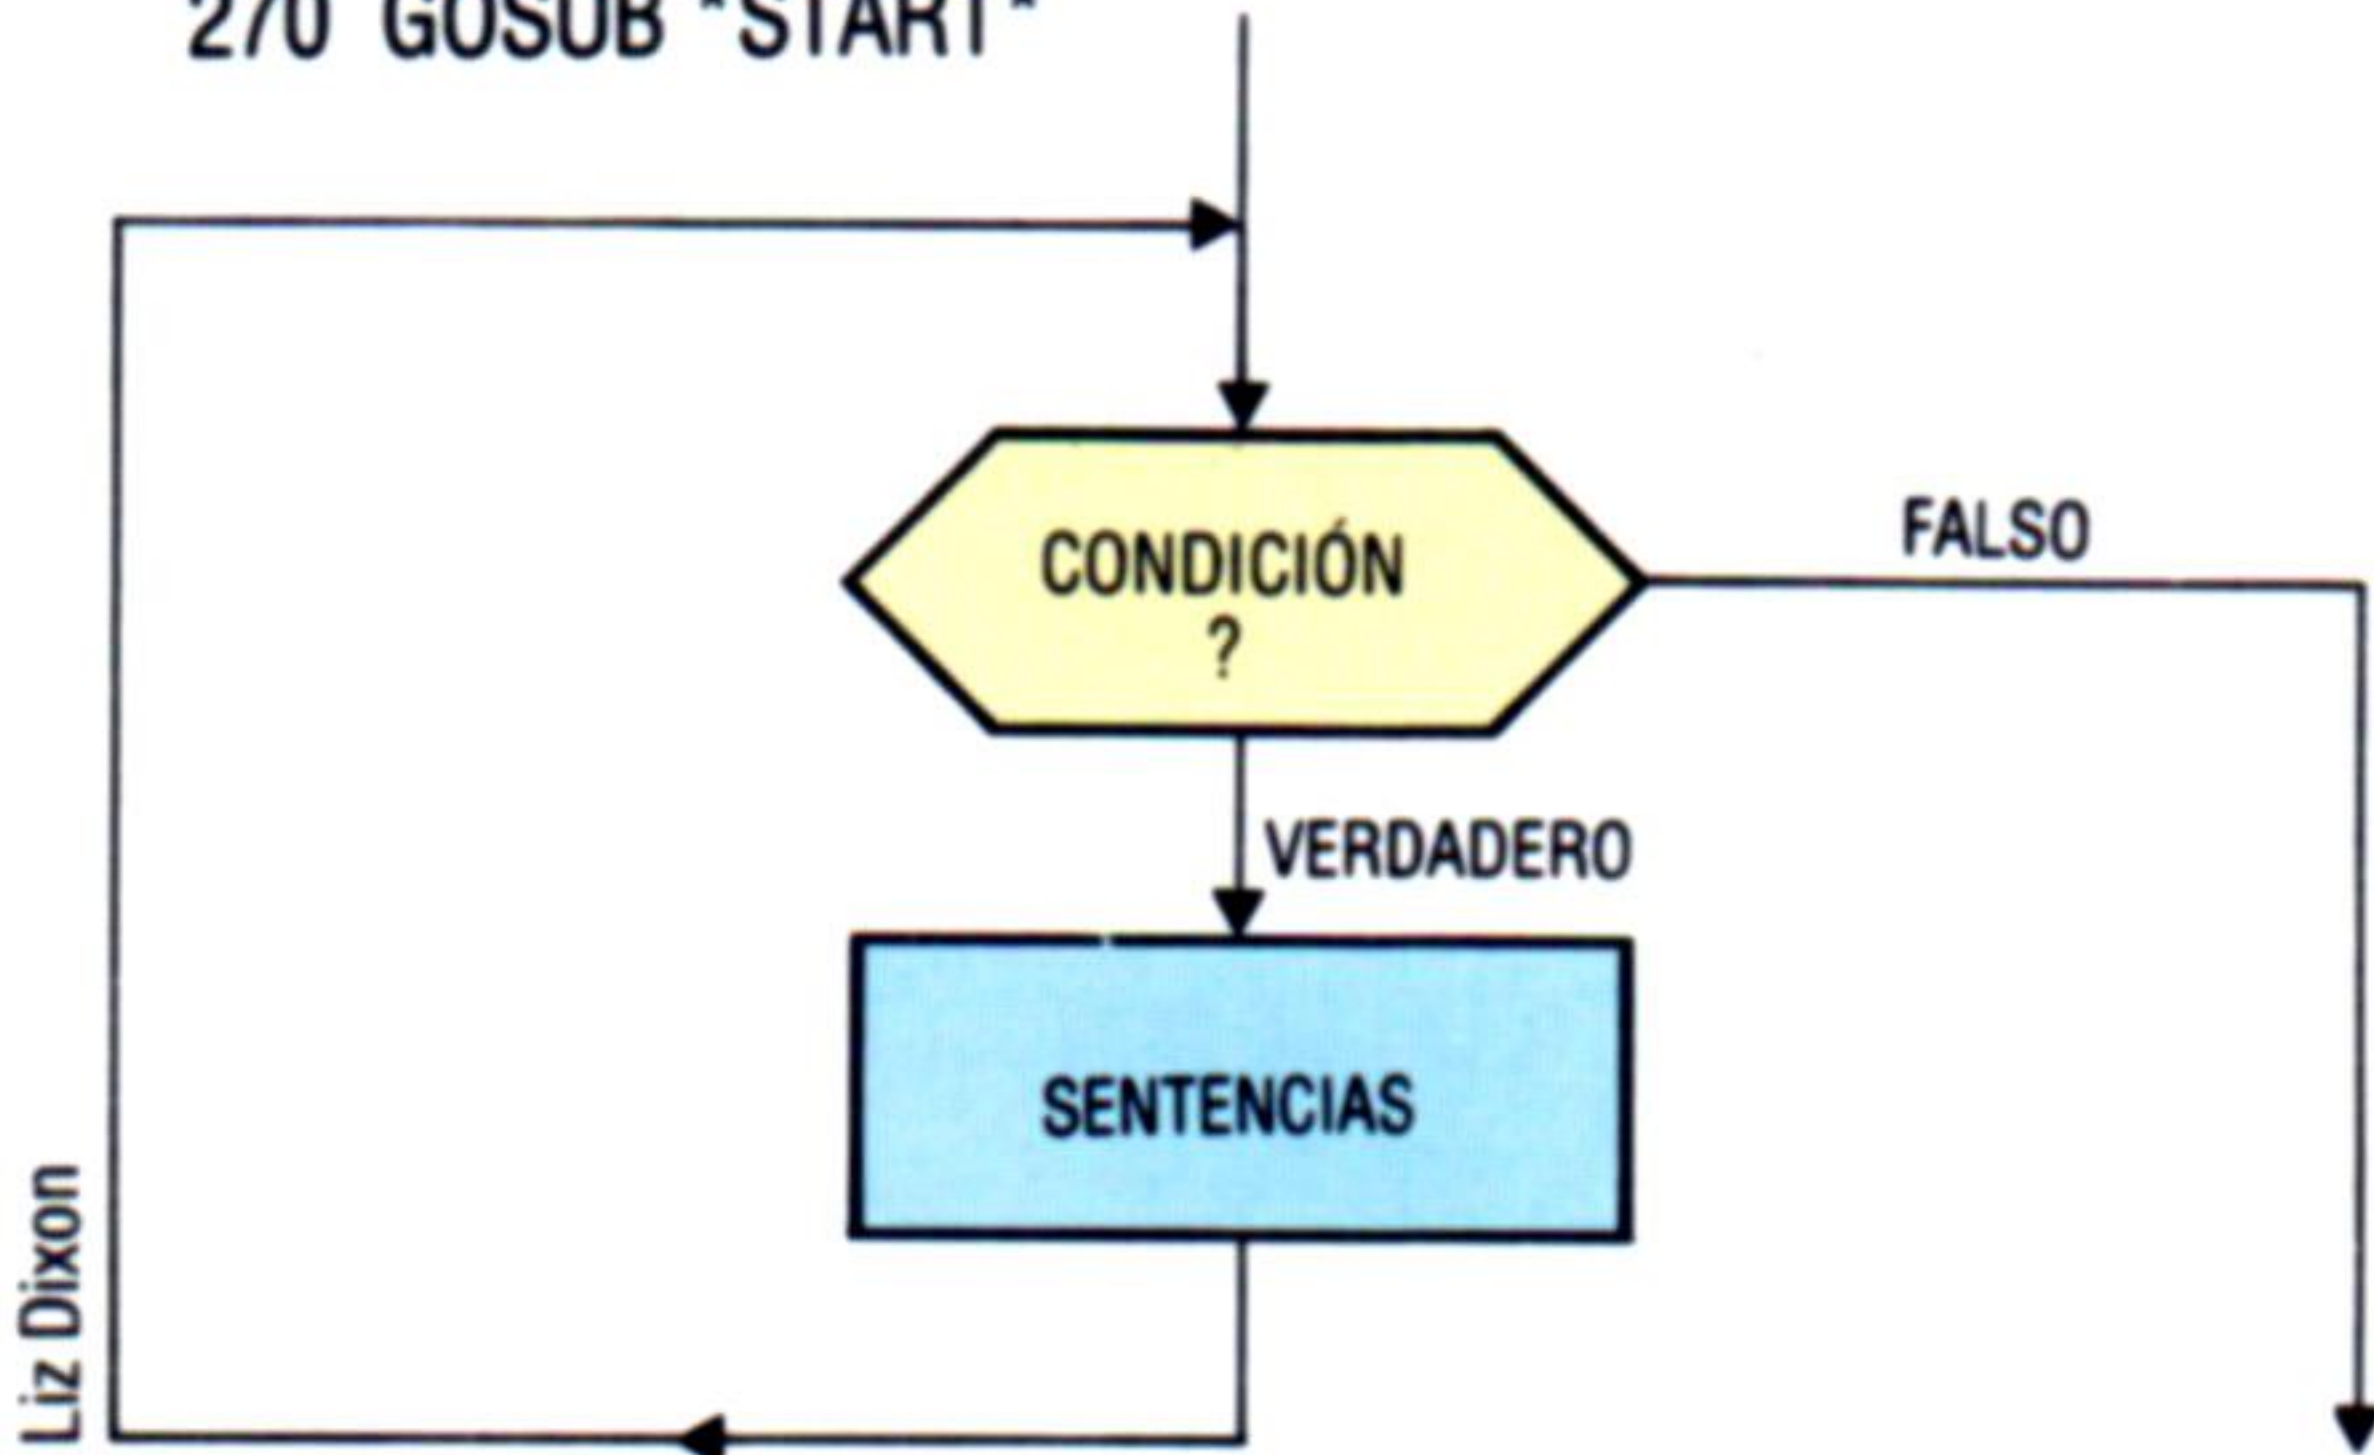 270 GOSUB *START*
CONDICIÓN
?
FALSO
VERDADERO
SENTENCIAS
Liz Dixon